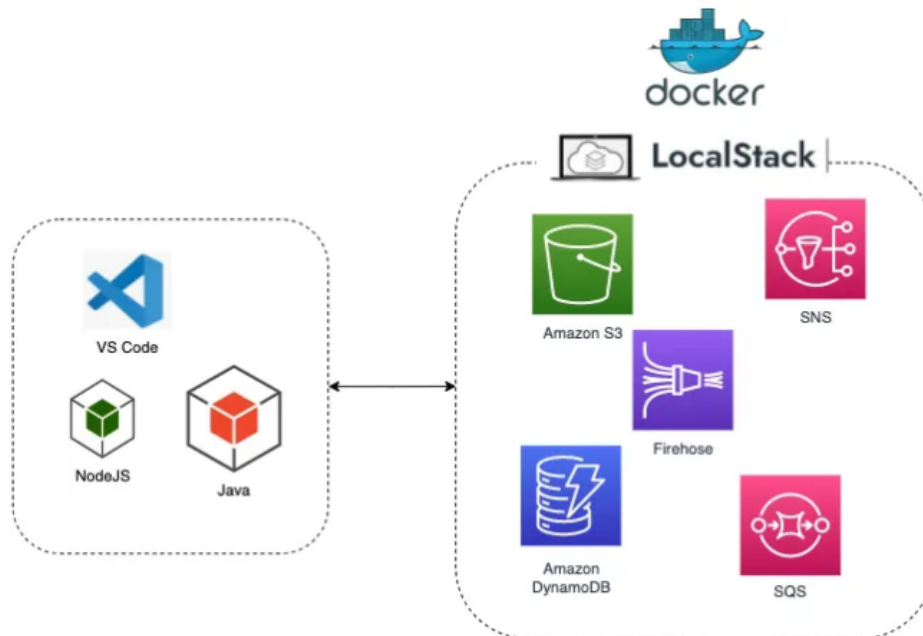 docker
LocalStack
VS Code
NodeJS
Java
Amazon S3
SNS
Firehose
Amazon
DynamoDB
SQS